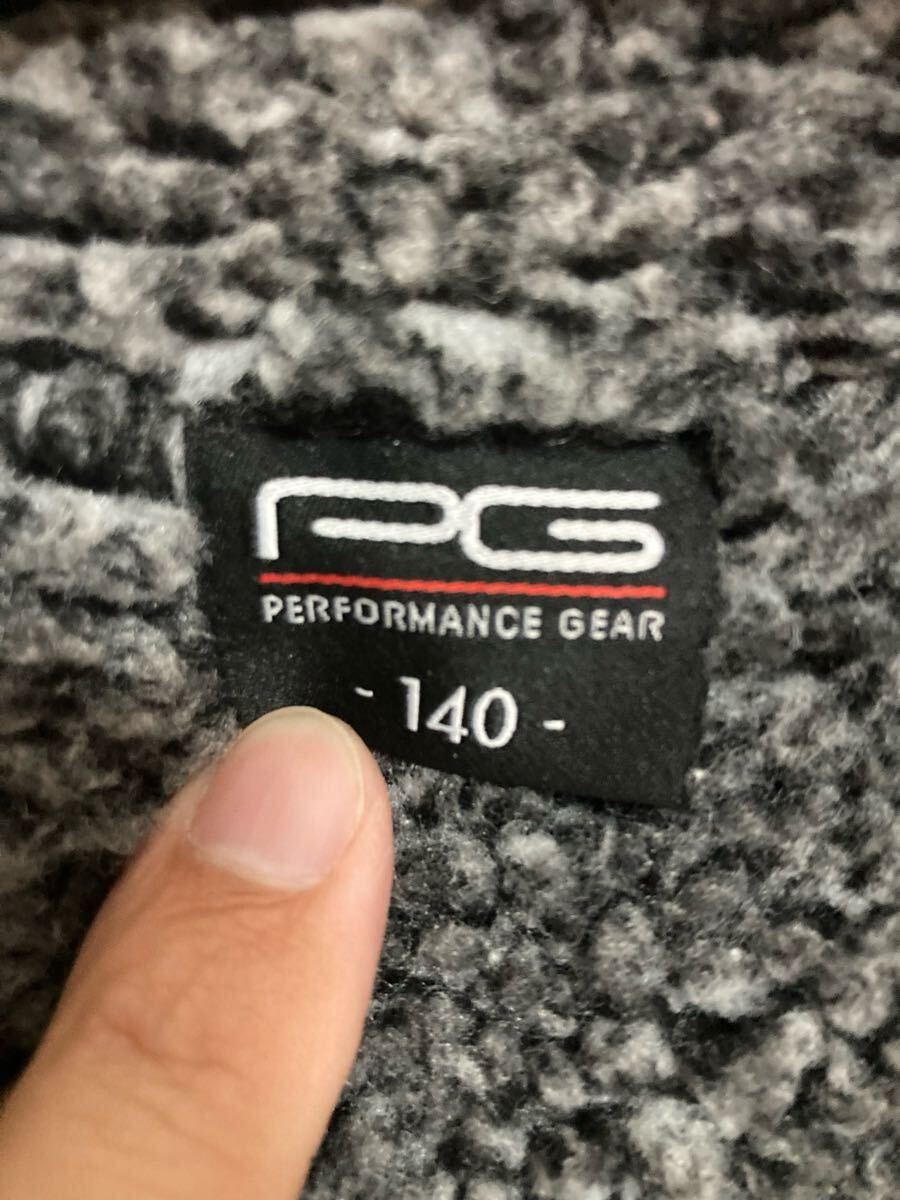 PG
PERFORMANCE GEAR
- 140 -